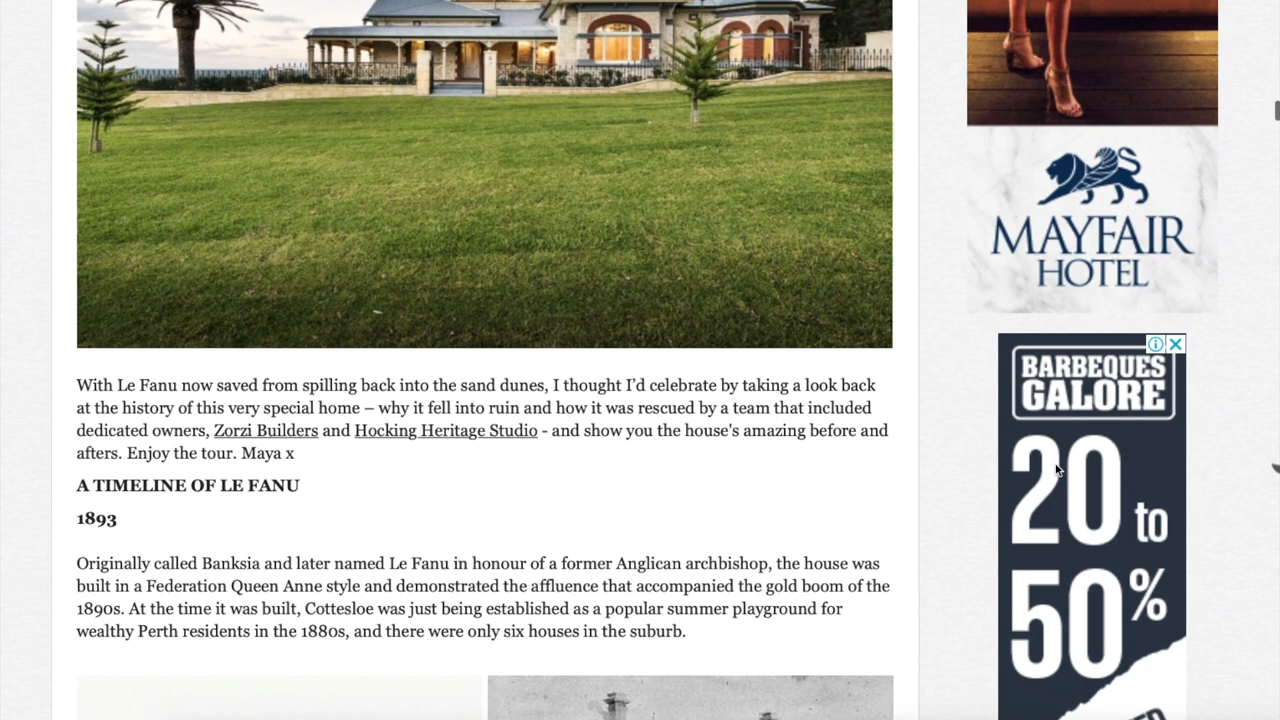 With Le Fanu now saved from spilling back into the sand dunes, I thought I’d celebrate by taking a look back
at the history of this very special home – why it fell into ruin and how it was rescued by a team that included
dedicated owners, Zorzi Builders and Hocking Heritage Studio - and show you the house's amazing before and
afters. Enjoy the tour. Maya x
A TIMELINE OF LE FANU
1893
Originally called Banksia and later named Le Fanu in honour of a former Anglican archbishop, the house was
built in a Federation Queen Anne style and demonstrated the affluence that accompanied the gold boom of the
1890s. At the time it was built, Cottesloe was just being established as a popular summer playground for
wealthy Perth residents in the 1880s, and there were only six houses in the suburb.
MAYFAIR
HOTEL
BARBEQUES
GALORE
20 to
50%